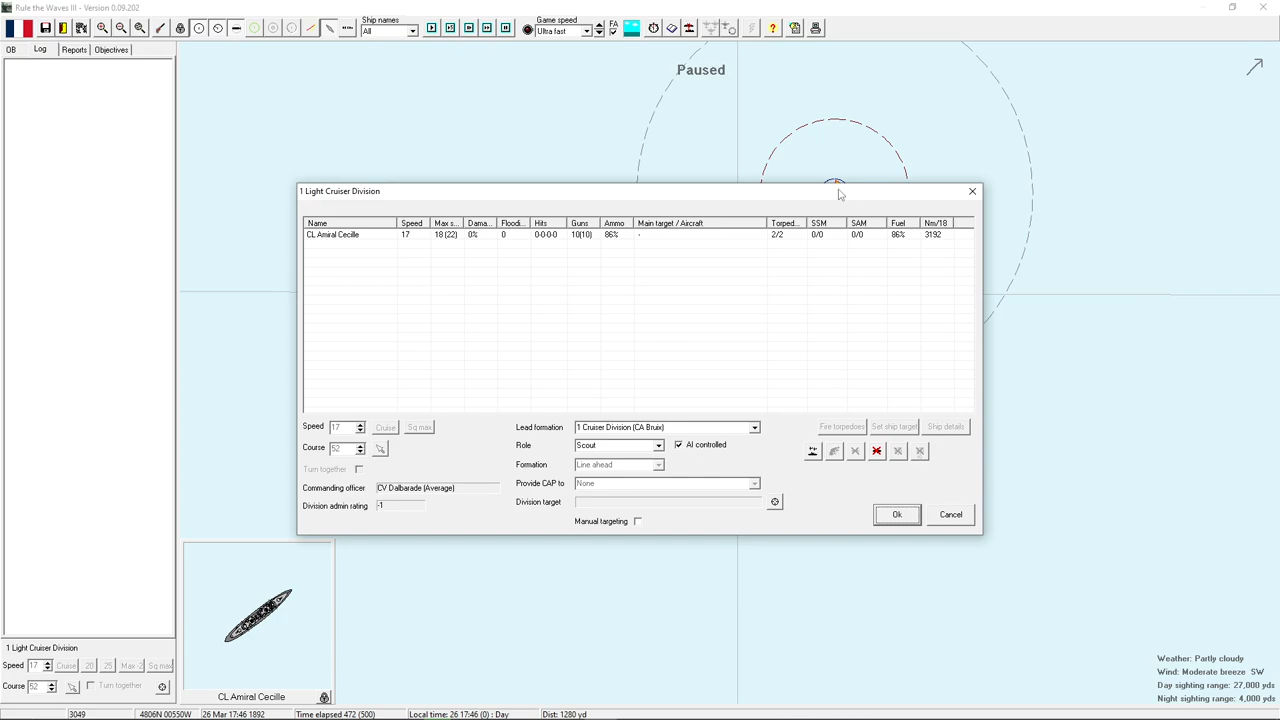 Rule the Waves III - Version 0.09.202
Ship names
All
Game speed
Ultra fast
FA
OB Log Reports Objectives
Paused
1 Light Cruiser Division
Name Speed Max s... Dama... Floodi... Hits Guns Ammo Main target / Aircraft Torped... SSM SAM Fuel Nm/18
CL Amiral Cecille 17 18 (22) 0% 0 0-0-0-0 10(10) 86% - 2/2 0/0 0/0 86% 3192
Speed 17 Cruise Sq max
Course 52
Turn together
Commanding officer CV Dalbarade (Average)
Division admin rating -1
Lead formation 1 Cruiser Division (CA Bruix)
Role Scout AI controlled
Formation Line ahead
Provide CAP to None
Division target
Manual targeting
Fire torpedoes Set ship target Ship details
Ok Cancel
1 Light Cruiser Division
Speed 17 Cruise 20 25 Max -2 Sq max
Course 52 Turn together
CL Amiral Cecille
Weather: Partly cloudy
Wind: Moderate breeze SW
Day sighting range: 27,000 yds
Night sighting range: 4,000 yds
3049 4806N 00550W 26 Mar 17:46 1892 Time elapsed 472 (500) Local time: 26 17:46 (0) : Day Dist: 1280 yd